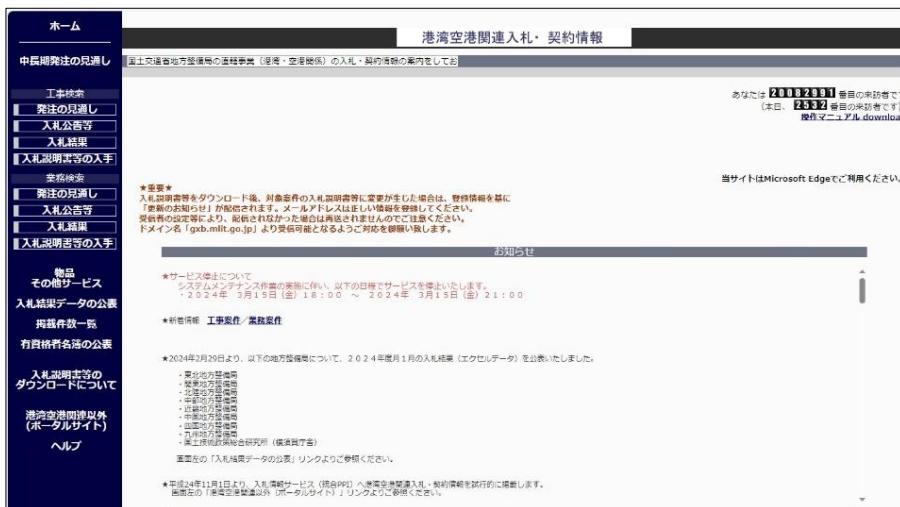 ホーム
中長期発注の見通し
工事検索
発注の見通し
入札公告等
入札結果
入札説明書等の入手
業務検索
発注の見通し
入札公告等
入札結果
入札説明書等の入手
物品
その他サービス
入札結果データの公表
掲載件数一覧
有資格者名簿の公表
入札説明書等の
ダウンロードについて
港湾空港関連以外
(ポータルサイト)
ヘルプ
港湾空港関連入札・契約情報
国土交通省地方整備局の直轄事業（港湾・空港関係）の入札・契約情報の案内をしてお
あなたは 20082991 番目の来訪者です
(本日、 2532 番目の来訪者です)
操作マニュアル downloa
当サイトはMicrosoft Edgeでご利用ください。
★重要★
入札説明書等をダウンロード後、対象案件の入札説明書等に変更が生じた場合は、登録情報を基に
「更新のお知らせ」が配信されます。メールアドレスは正しい情報を登録してください。
受信者の設定等により、配信されなかった場合は再送されませんのでご注意ください。
ドメイン名「gxb.mlit.go.jp」より受信可能となるようご対応を御願い致します。
お知らせ
★サービス停止について
システムメンテナンス作業の実施に伴い、以下の日程でサービスを停止いたします。
・2024年 3月15日（金）18：00 ～ 2024年 3月15日（金）21：00
★新着情報 工事案件／業務案件
★2024年2月29日より、以下の地方整備局について、２０２４年度月１月の入札結果（エクセルデータ）を公表いたしました。
・東北地方整備局
・関東地方整備局
・北陸地方整備局
・中部地方整備局
・近畿地方整備局
・中国地方整備局
・四国地方整備局
・九州地方整備局
・国土技術政策総合研究所（横須賀庁舎）
画面左の「入札結果データの公表」リンクよりご参照ください。
★平成24年11月1日より、入札情報サービス（統合PPI）へ港湾空港関連入札・契約情報を試行的に掲載します。
画面左の「港湾空港関連以外（ポータルサイト）」リンクよりご参照ください。